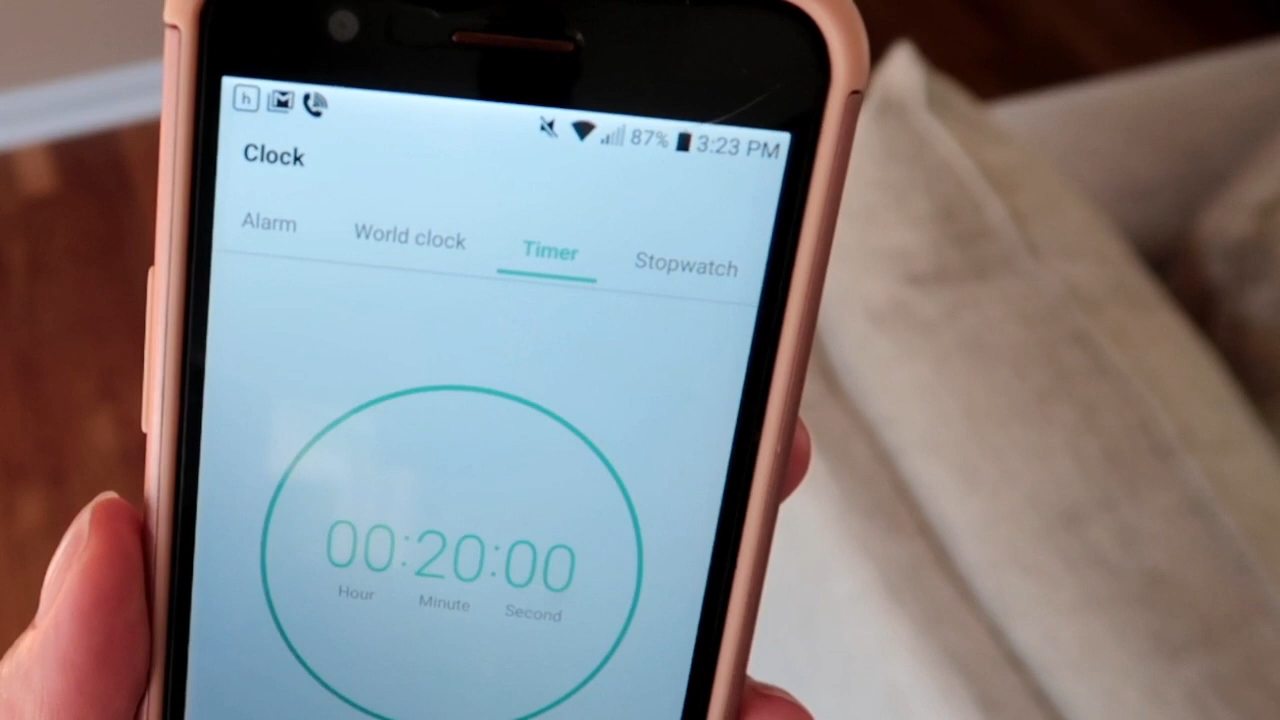 h 87% 3:23 PM
Clock
Alarm World clock Timer Stopwatch
00:20:00
Hour Minute Second